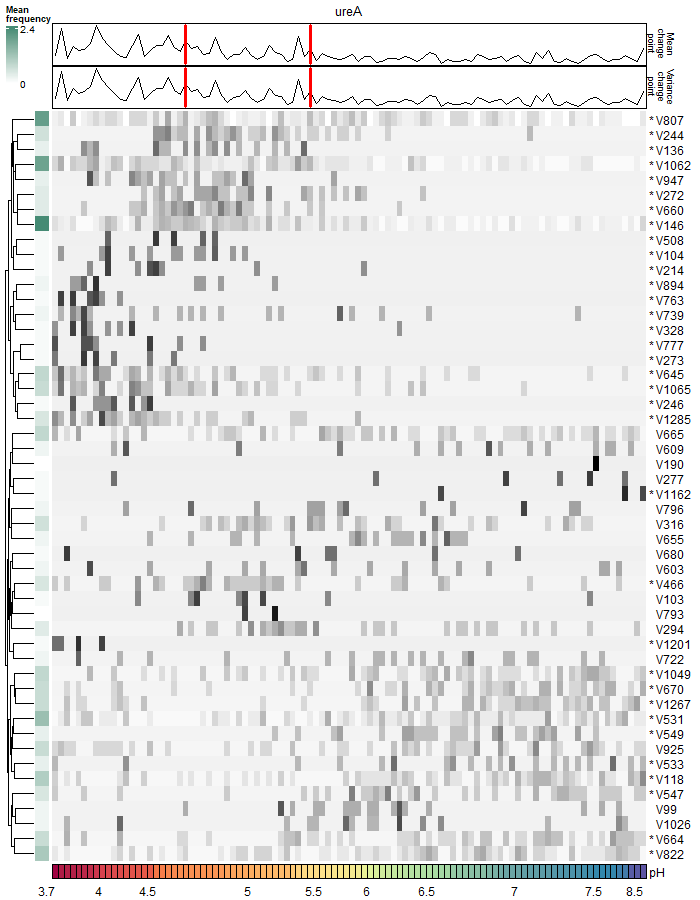 Mean
frequency
2.4
0
ureA
Mean
change
point
Variance
change
point
* V807
* V244
* V136
* V1062
* V947
* V272
* V660
* V146
* V508
* V104
* V214
* V894
* V763
* V739
* V328
* V777
* V273
* V645
* V1065
* V246
* V1285
V665
V609
V190
V277
* V1162
V796
V316
V655
V680
V603
* V466
V103
V793
V294
* V1201
V722
* V1049
* V670
* V1267
* V531
* V549
V925
* V533
* V118
* V547
V99
V1026
* V664
* V822
pH
3.7 4 4.5 5 5.5 6 6.5 7 7.5 8.5